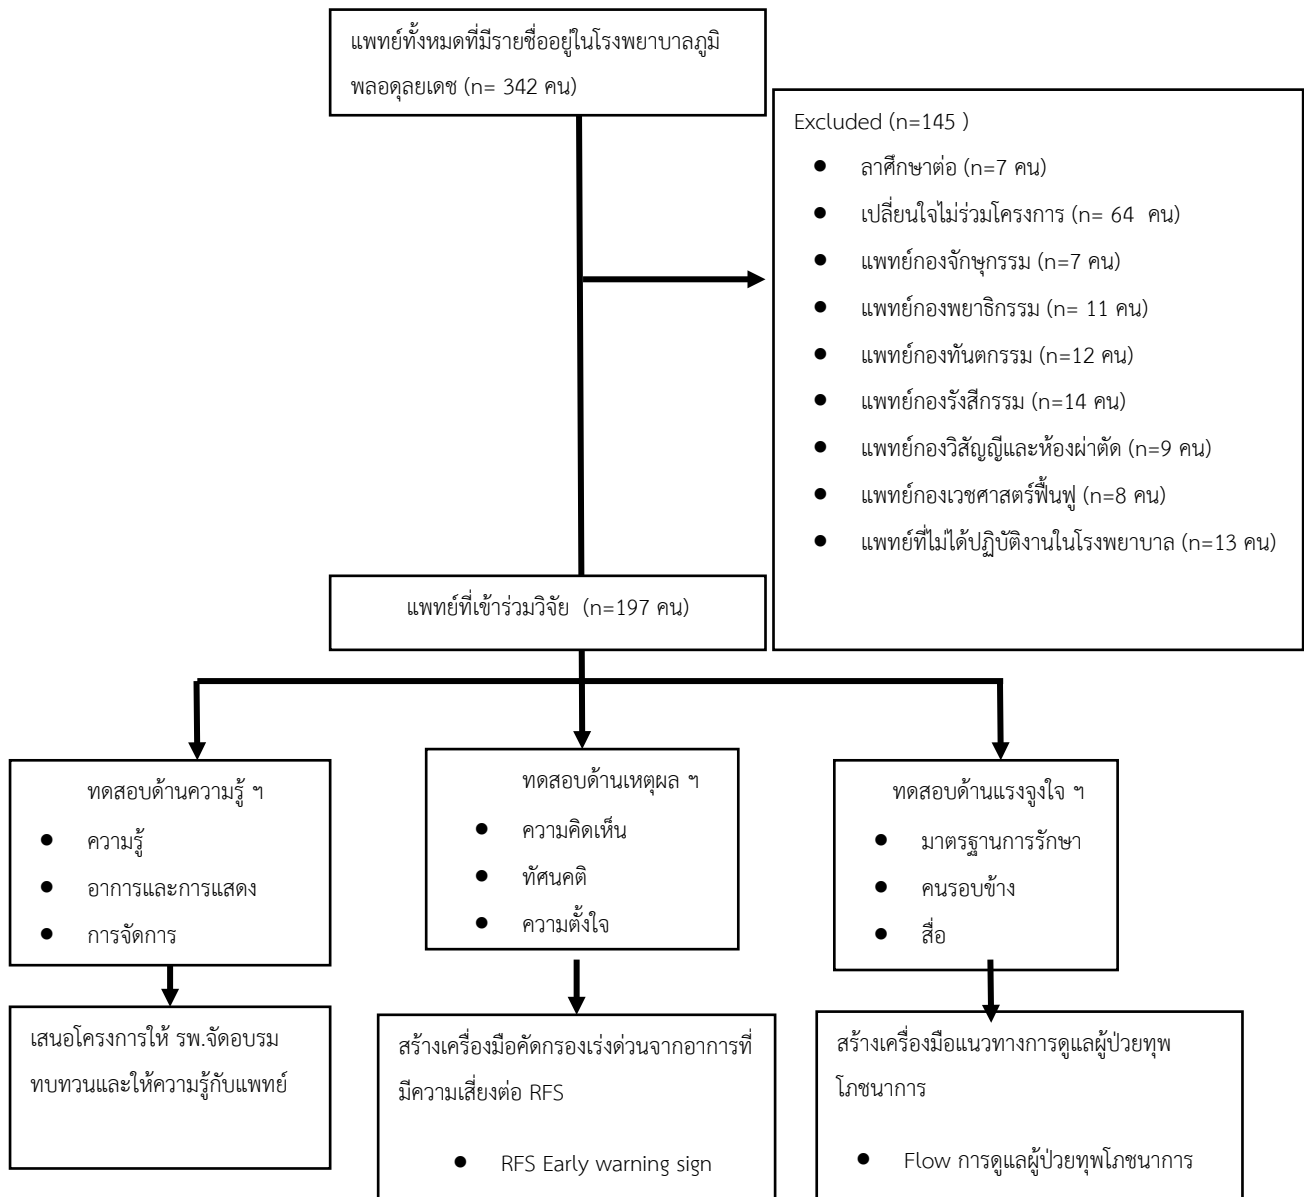 แพทย์ทั้งหมดที่มีรายชื่ออยู่ในโรงพยาบาลภูมิ
พลอดุลยเดช (n= 342 คน)
Excluded (n=145 )
● ลาศึกษาต่อ (n=7 คน)
● เปลี่ยนใจไม่ร่วมโครงการ (n= 64 คน)
● แพทย์กองจักษุกรรม (n=7 คน)
● แพทย์กองพยาธิกรรม (n= 11 คน)
● แพทย์กองทันตกรรม (n=12 คน)
● แพทย์กองรังสีกรรม (n=14 คน)
● แพทย์กองวิสัญญีและห้องผ่าตัด (n=9 คน)
● แพทย์กองเวชศาสตร์ฟื้นฟู (n=8 คน)
● แพทย์ที่ไม่ได้ปฏิบัติงานในโรงพยาบาล (n=13 คน)
แพทย์ที่เข้าร่วมวิจัย (n=197 คน)
ทดสอบด้านความรู้ ฯ
● ความรู้
● อาการและการแสดง
● การจัดการ
ทดสอบด้านเหตุผล ฯ
● ความคิดเห็น
● ทัศนคติ
● ความตั้งใจ
ทดสอบด้านแรงจูงใจ ฯ
● มาตรฐานการรักษา
● คนรอบข้าง
● สื่อ
เสนอโครงการให้ รพ.จัดอบรม
ทบทวนและให้ความรู้กับแพทย์
สร้างเครื่องมือคัดกรองเร่งด่วนจากอาการที่
มีความเสี่ยงต่อ RFS
● RFS Early warning sign
สร้างเครื่องมือแนวทางการดูแลผู้ป่วยทุพ
โภชนาการ
● Flow การดูแลผู้ป่วยทุพโภชนาการ